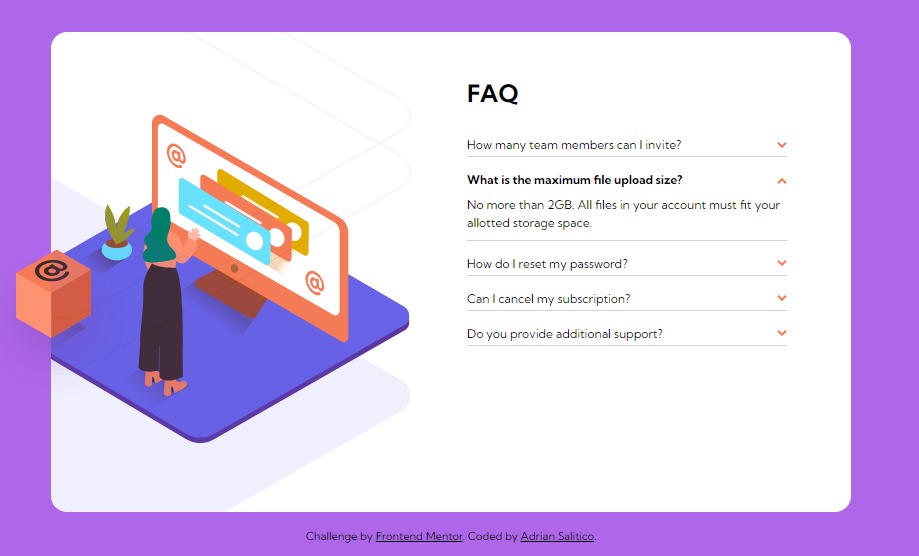 FAQ
How many team members can I invite?
What is the maximum file upload size?
No more than 2GB. All files in your account must fit your
allotted storage space.
How do I reset my password?
Can I cancel my subscription?
Do you provide additional support?
@
@
@
Challenge by Frontend Mentor. Coded by Adrian Salitico.